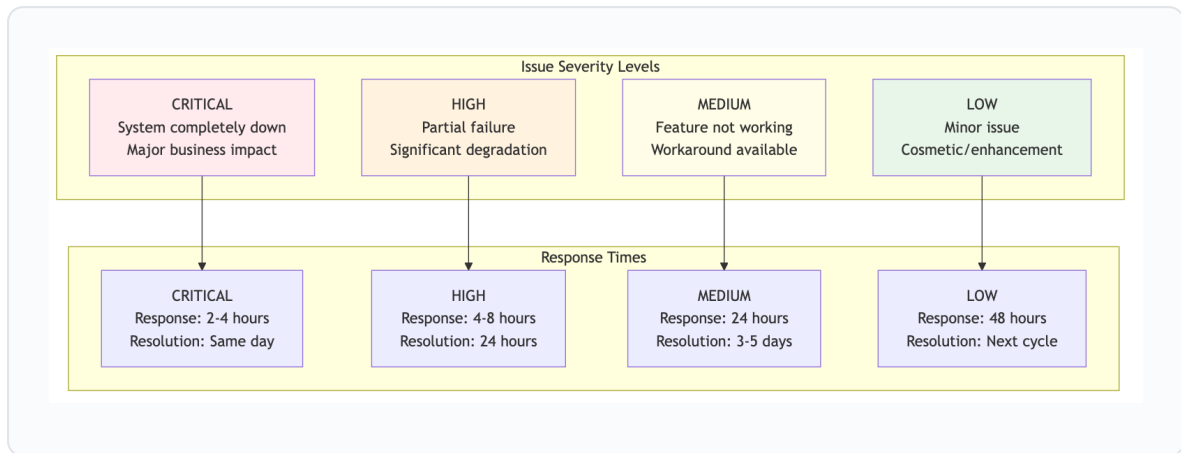 Issue Severity Levels
CRITICAL
System completely down
Major business impact
HIGH
Partial failure
Significant degradation
MEDIUM
Feature not working
Workaround available
LOW
Minor issue
Cosmetic/enhancement
Response Times
CRITICAL
Response: 2-4 hours
Resolution: Same day
HIGH
Response: 4-8 hours
Resolution: 24 hours
MEDIUM
Response: 24 hours
Resolution: 3-5 days
LOW
Response: 48 hours
Resolution: Next cycle